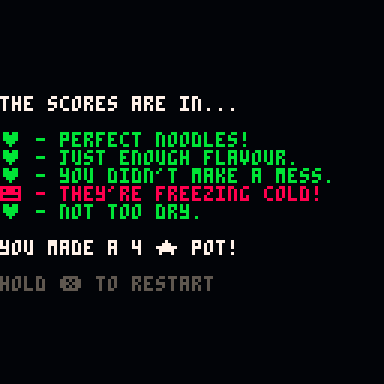 THE SCORES ARE IN...
♥ - PERFECT NOODLES!
♥ - JUST ENOUGH FLAVOUR.
♥ - YOU DIDN'T MAKE A MESS.
😐 - THEY'RE FREEZING COLD!
♥ - NOT TOO DRY.
YOU MADE A 4 ★ POT!
HOLD ❎ TO RESTART